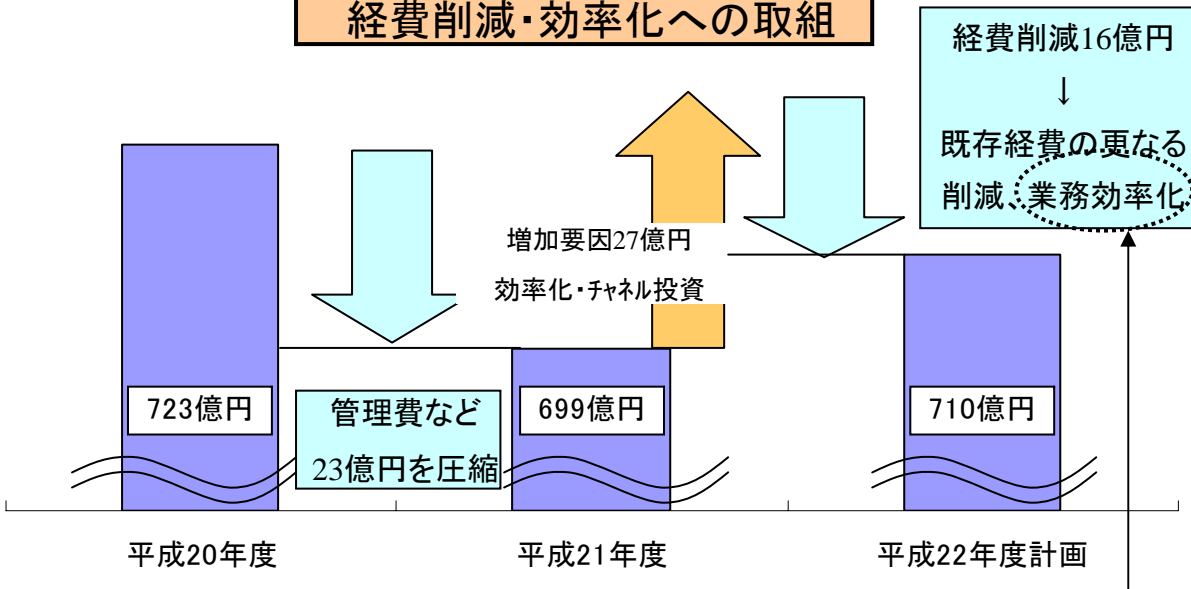 経費削減・効率化への取組
経費削減16億円
↓
既存経費の更なる
削減、業務効率化
増加要因27億円
効率化・チャネル投資
723億円
管理費など
23億円を圧縮
699億円
710億円
平成20年度
平成21年度
平成22年度計画